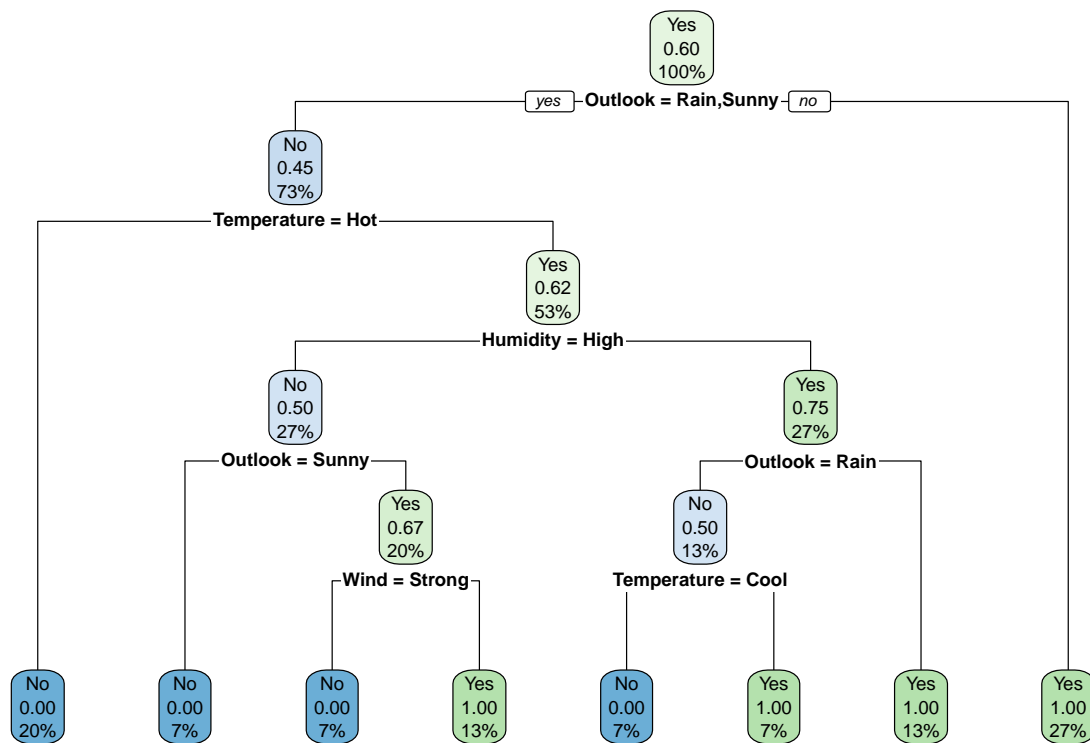 Yes
0.60
100%
yes Outlook = Rain,Sunny no
No
0.45
73%
Temperature = Hot
Yes
0.62
53%
Humidity = High
No
0.50
27%
Outlook = Sunny
Yes
0.75
27%
Outlook = Rain
Yes
0.67
20%
Wind = Strong
No
0.50
13%
Temperature = Cool
No
0.00
20%
No
0.00
7%
No
0.00
7%
Yes
1.00
13%
No
0.00
7%
Yes
1.00
7%
Yes
1.00
13%
Yes
1.00
27%